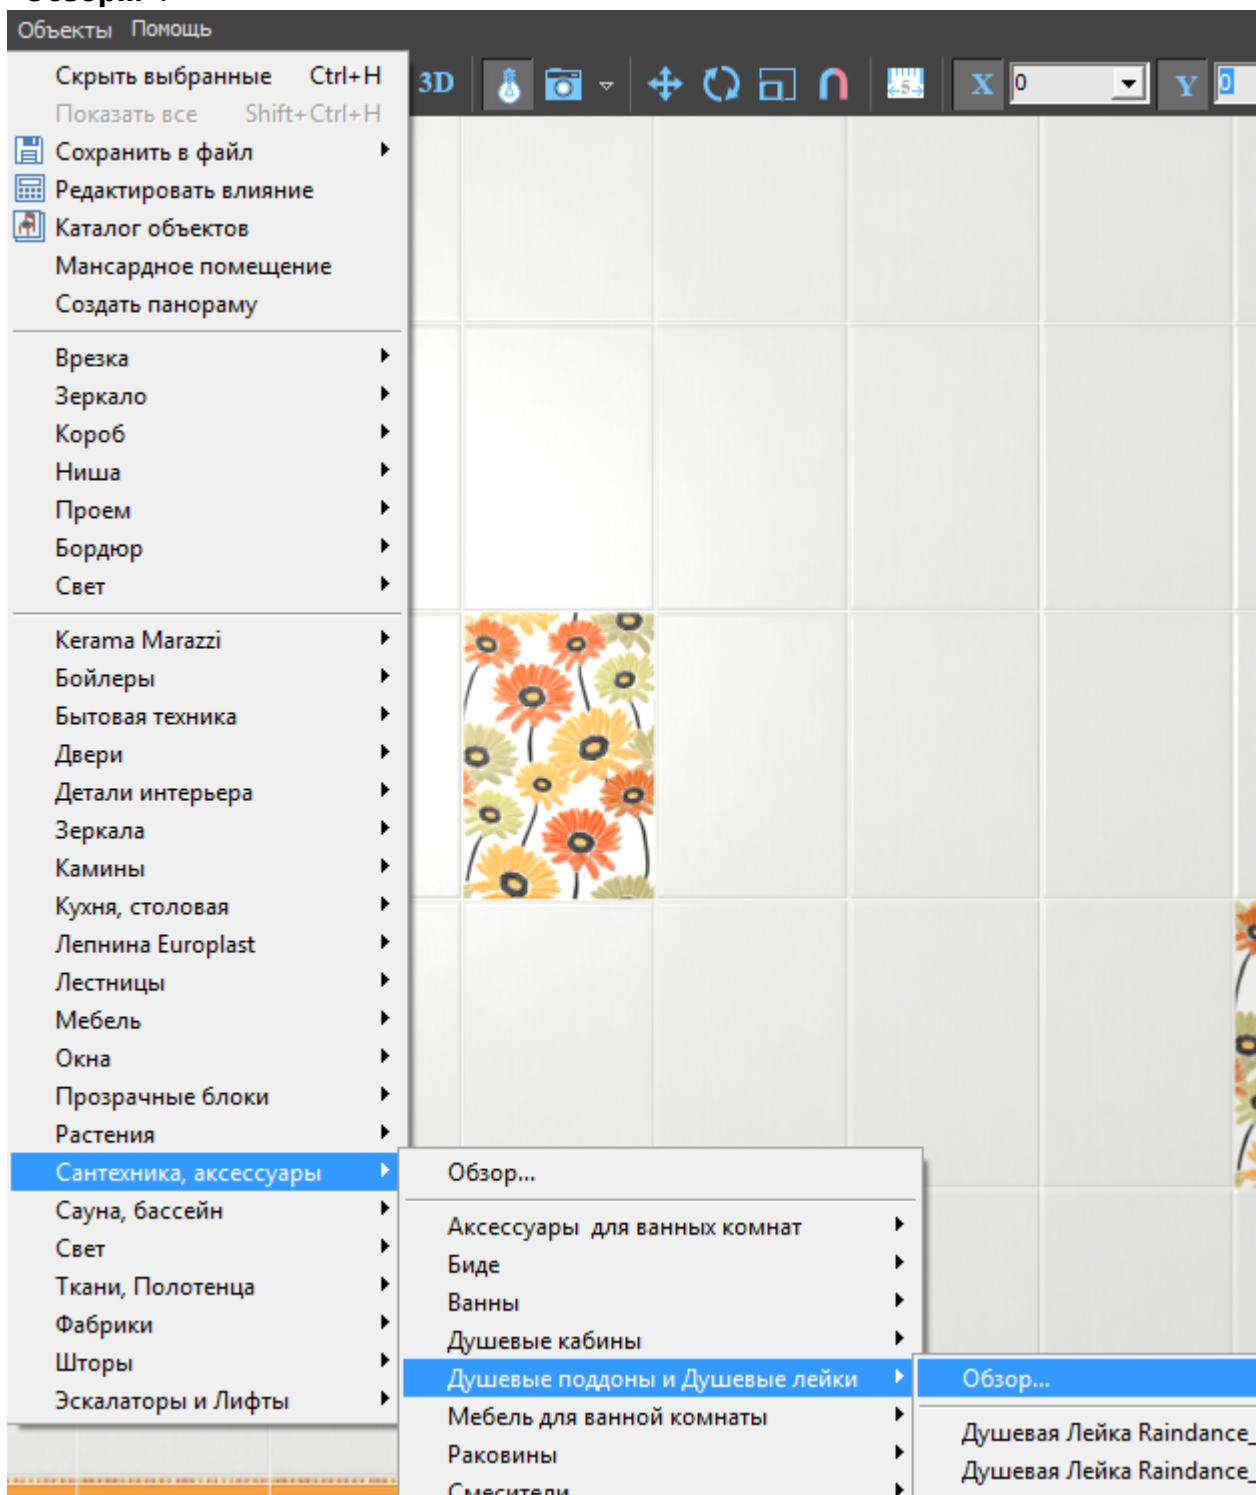 Объекты Помощь
3D 5 X 0 Y 0
Скрыть выбранные Ctrl+H
Показать все Shift+Ctrl+H
Сохранить в файл
Редактировать влияние
Каталог объектов
Мансардное помещение
Создать панораму
Врезка
Зеркало
Короб
Ниша
Проем
Бордюр
Свет
Kerama Marazzi
Бойлеры
Бытовая техника
Двери
Детали интерьера
Зеркала
Камины
Кухня, столовая
Лепнина Europlast
Лестницы
Мебель
Окна
Прозрачные блоки
Растения
Сантехника, аксессуары
Сауна, бассейн
Свет
Ткани, Полотенца
Фабрики
Шторы
Эскалаторы и Лифты
Обзор...
Аксессуары для ванных комнат
Биде
Ванны
Душевые кабины
Душевые поддоны и Душевые лейки
Мебель для ванной комнаты
Раковины
Смесители
Обзор...
Душевая Лейка Raindance_
Душевая Лейка Raindance_